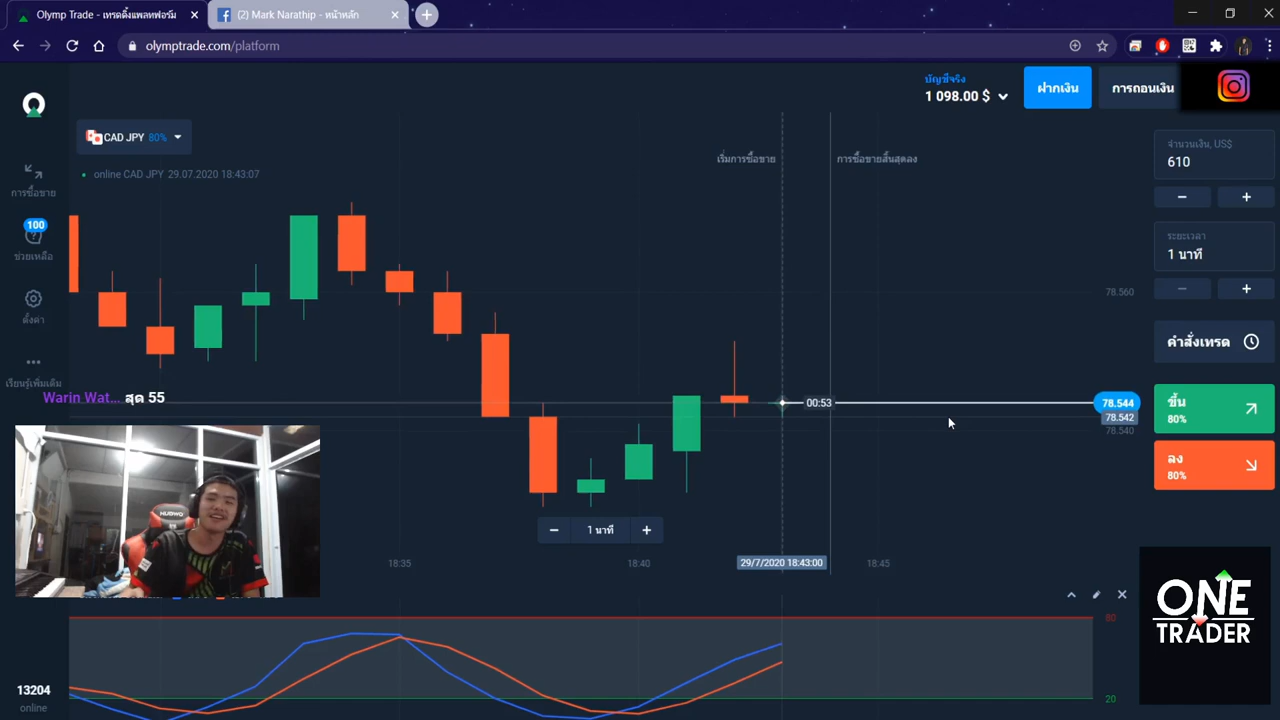 Olymp Trade - เทรดดิ้งแพลทฟอร์ม
(2) Mark Narathip - หน้าหลัก
olymptrade.com/platform
บัญชีจริง
1 098.00 $
ฝากเงิน
การถอนเงิน
CAD JPY 80%
online CAD JPY 29.07.2020 18:43:07
เริ่มการซื้อขาย
การซื้อขายสิ้นสุดลง
จำนวนเงิน, US$
610
ระยะเวลา
1 นาที
คำสั่งเทรด
ขึ้น
80%
ลง
80%
การซื้อขาย
100
ช่วยเหลือ
ตั้งค่า
เรียนรู้เพิ่มเติม
Warin Wat... สุด 55
78.560
00:53
78.544
78.542
78.540
1 นาที
18:35
18:40
29/7/2020 18:43:00
18:45
80
20
13204
online
ONE
TRADER